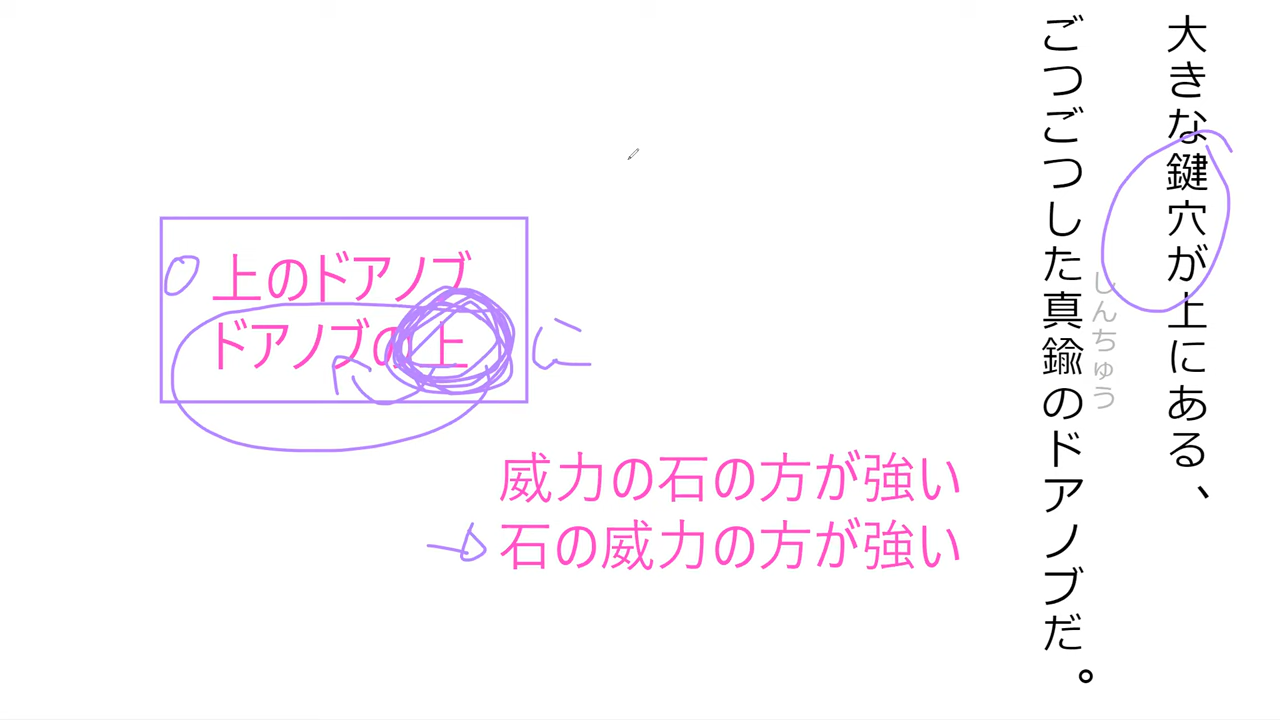 大きな鍵穴が上にある、
ごつごつした真鍮のドアノブだ。
しんちゅう
上のドアノブ
ドアノブの上
に
威力の石の方が強い
石の威力の方が強い